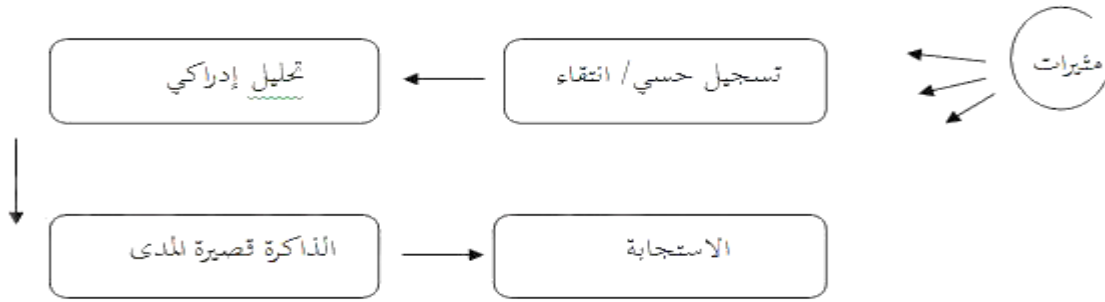 مثيرات
تسجيل حسي/ انتقاء
تحليل إدراكي
الذاكرة قصيرة المدى
الاستجابة